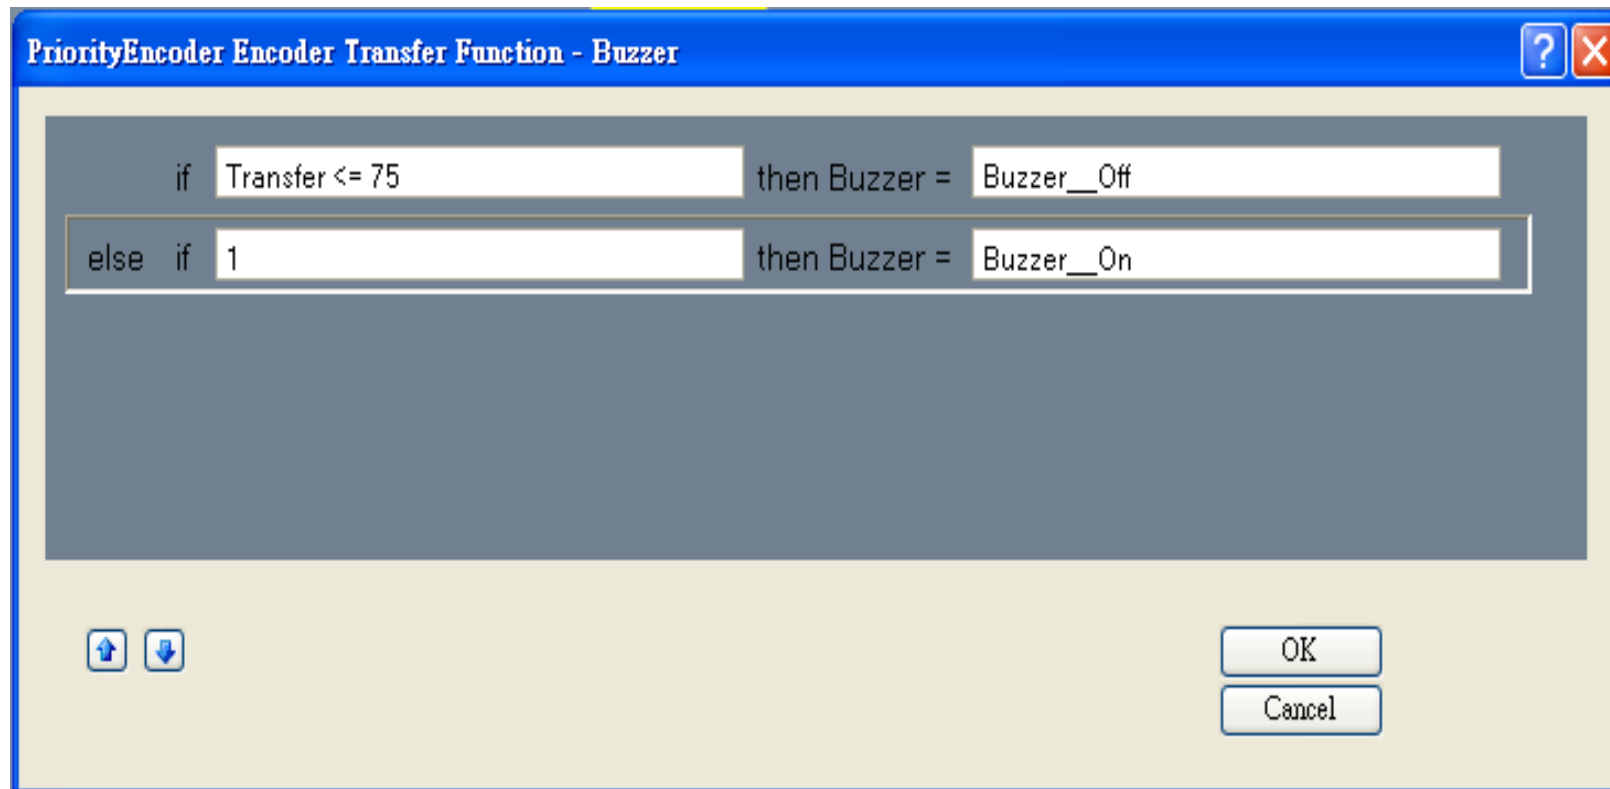 PriorityEncoder Encoder Transfer Function - Buzzer
if Transfer <= 75 then Buzzer = Buzzer__Off
else if 1 then Buzzer = Buzzer__On
OK
Cancel